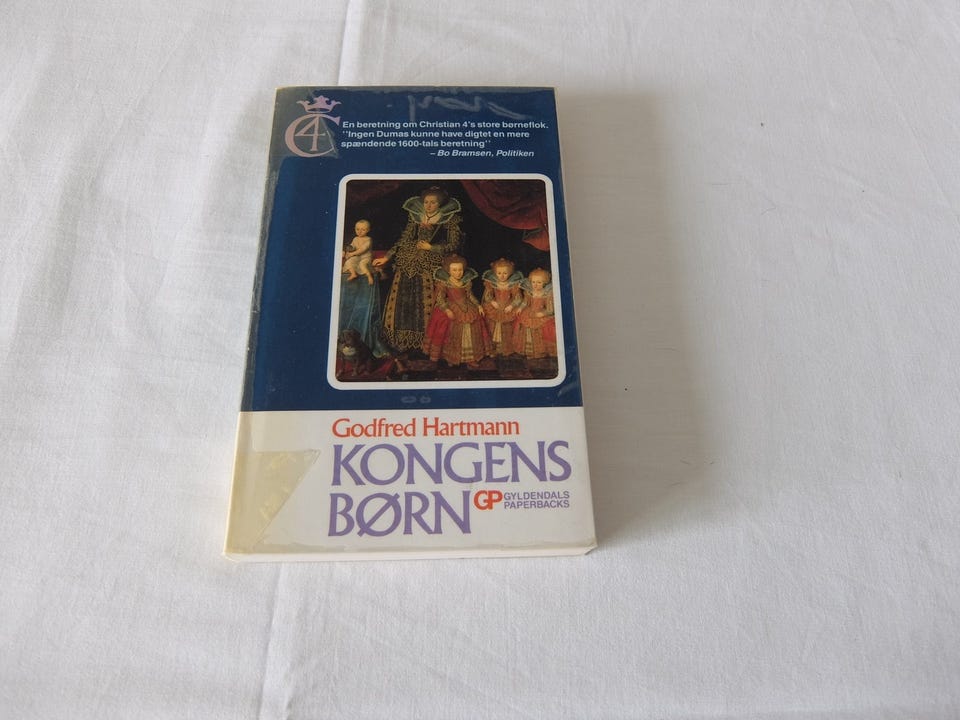 C4
En beretning om Christian 4's store børneflok.
"Ingen Dumas kunne have digtet en mere
spændende 1600-tals beretning"
– Bo Bramsen, Politiken
Godfred Hartmann
KONGENS
BØRN
GP GYLDENDALS
PAPERBACKS